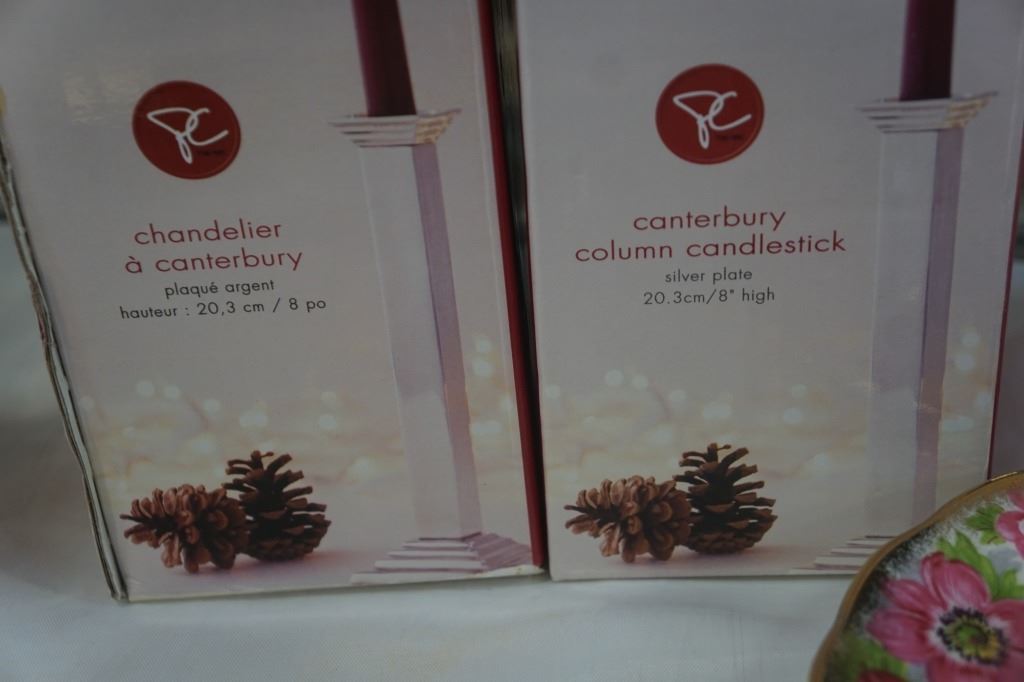 PC
chandelier
à canterbury
plaqué argent
hauteur : 20,3 cm / 8 po
PC
canterbury
column candlestick
silver plate
20.3cm/8" high